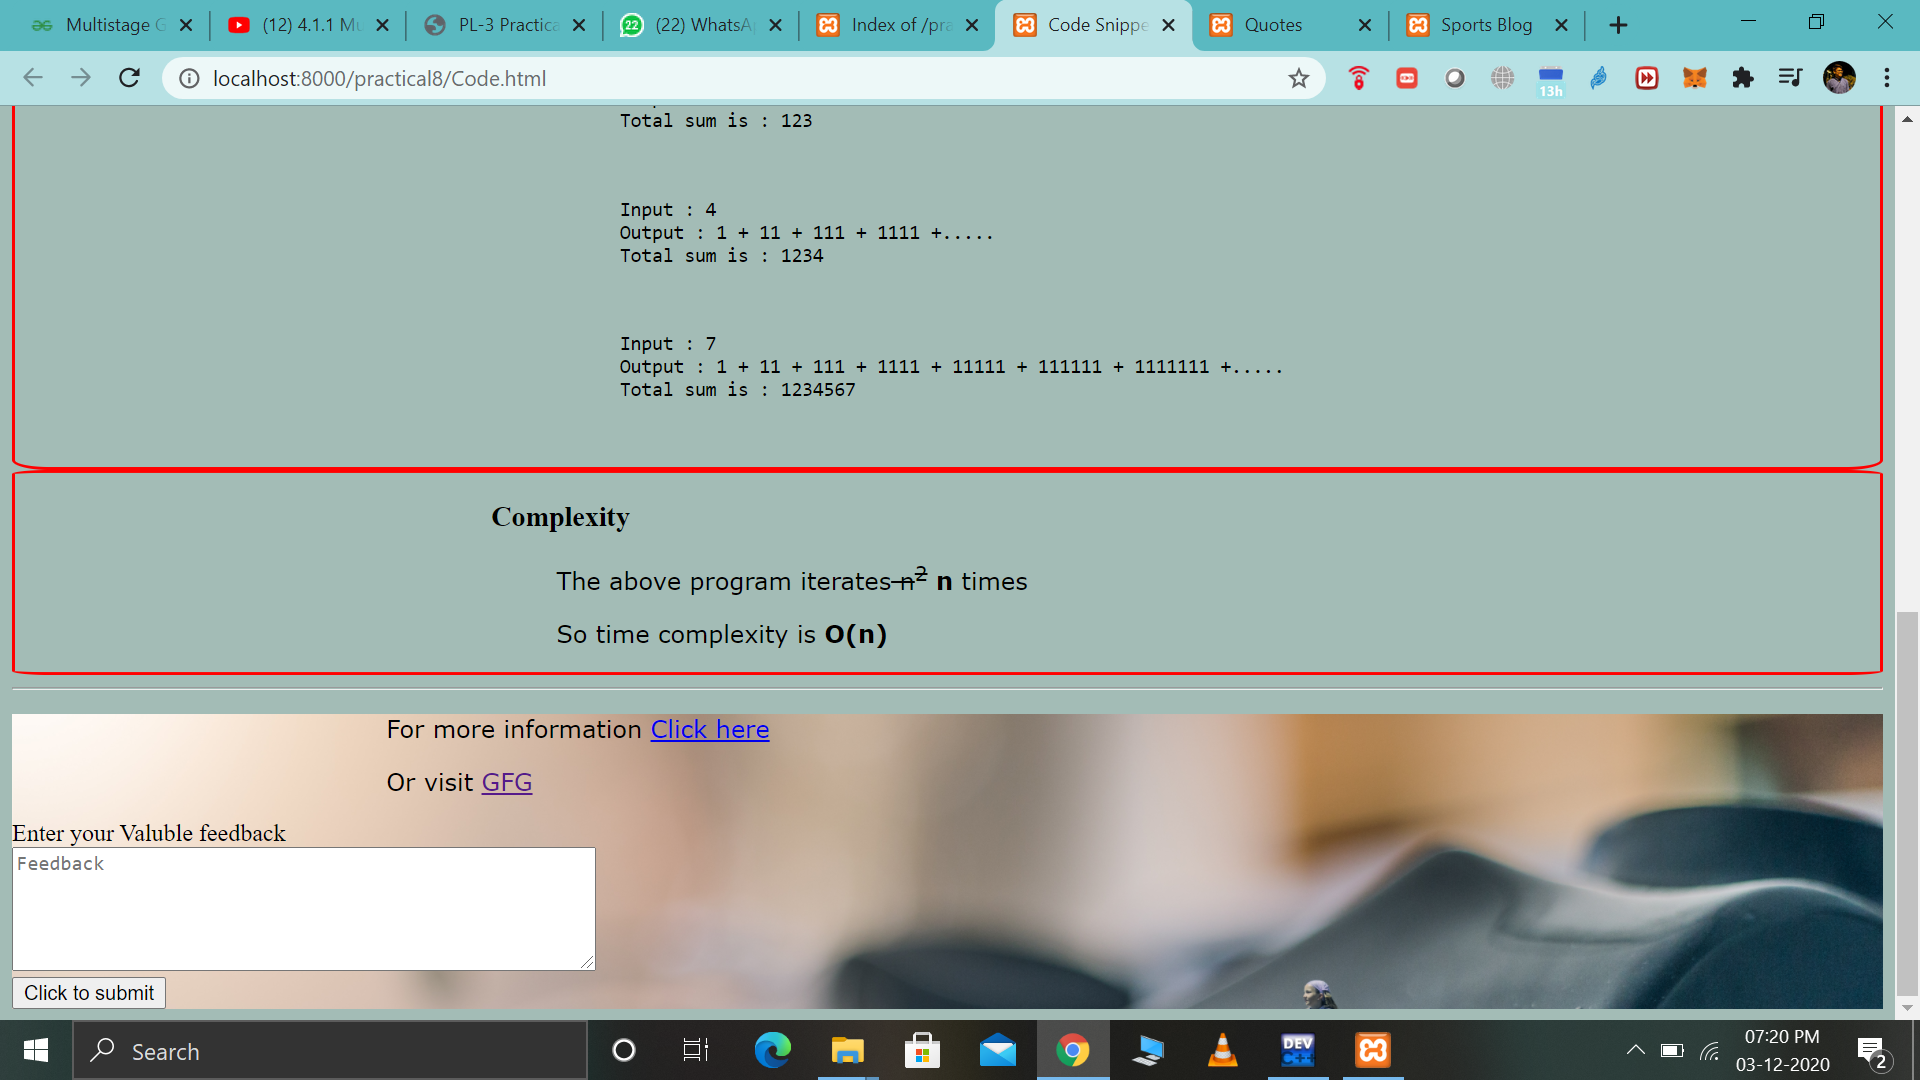 Multistage G
(12) 4.1.1 Mu
PL-3 Practica
22
(22) WhatsA
Index of /pra
Code Snippe
Quotes
Sports Blog
localhost:8000/practical8/Code.html
13h
Total sum is : 123
Input : 4
Output : 1 + 11 + 111 + 1111 +.....
Total sum is : 1234
Input : 7
Output : 1 + 11 + 111 + 1111 + 11111 + 111111 + 1111111 +.....
Total sum is : 1234567
Complexity
The above program iterates n² n times
So time complexity is O(n)
For more information Click here
Or visit GFG
Enter your Valuble feedback
Feedback
Click to submit
Search
DEV
C++
07:20 PM
03-12-2020
2